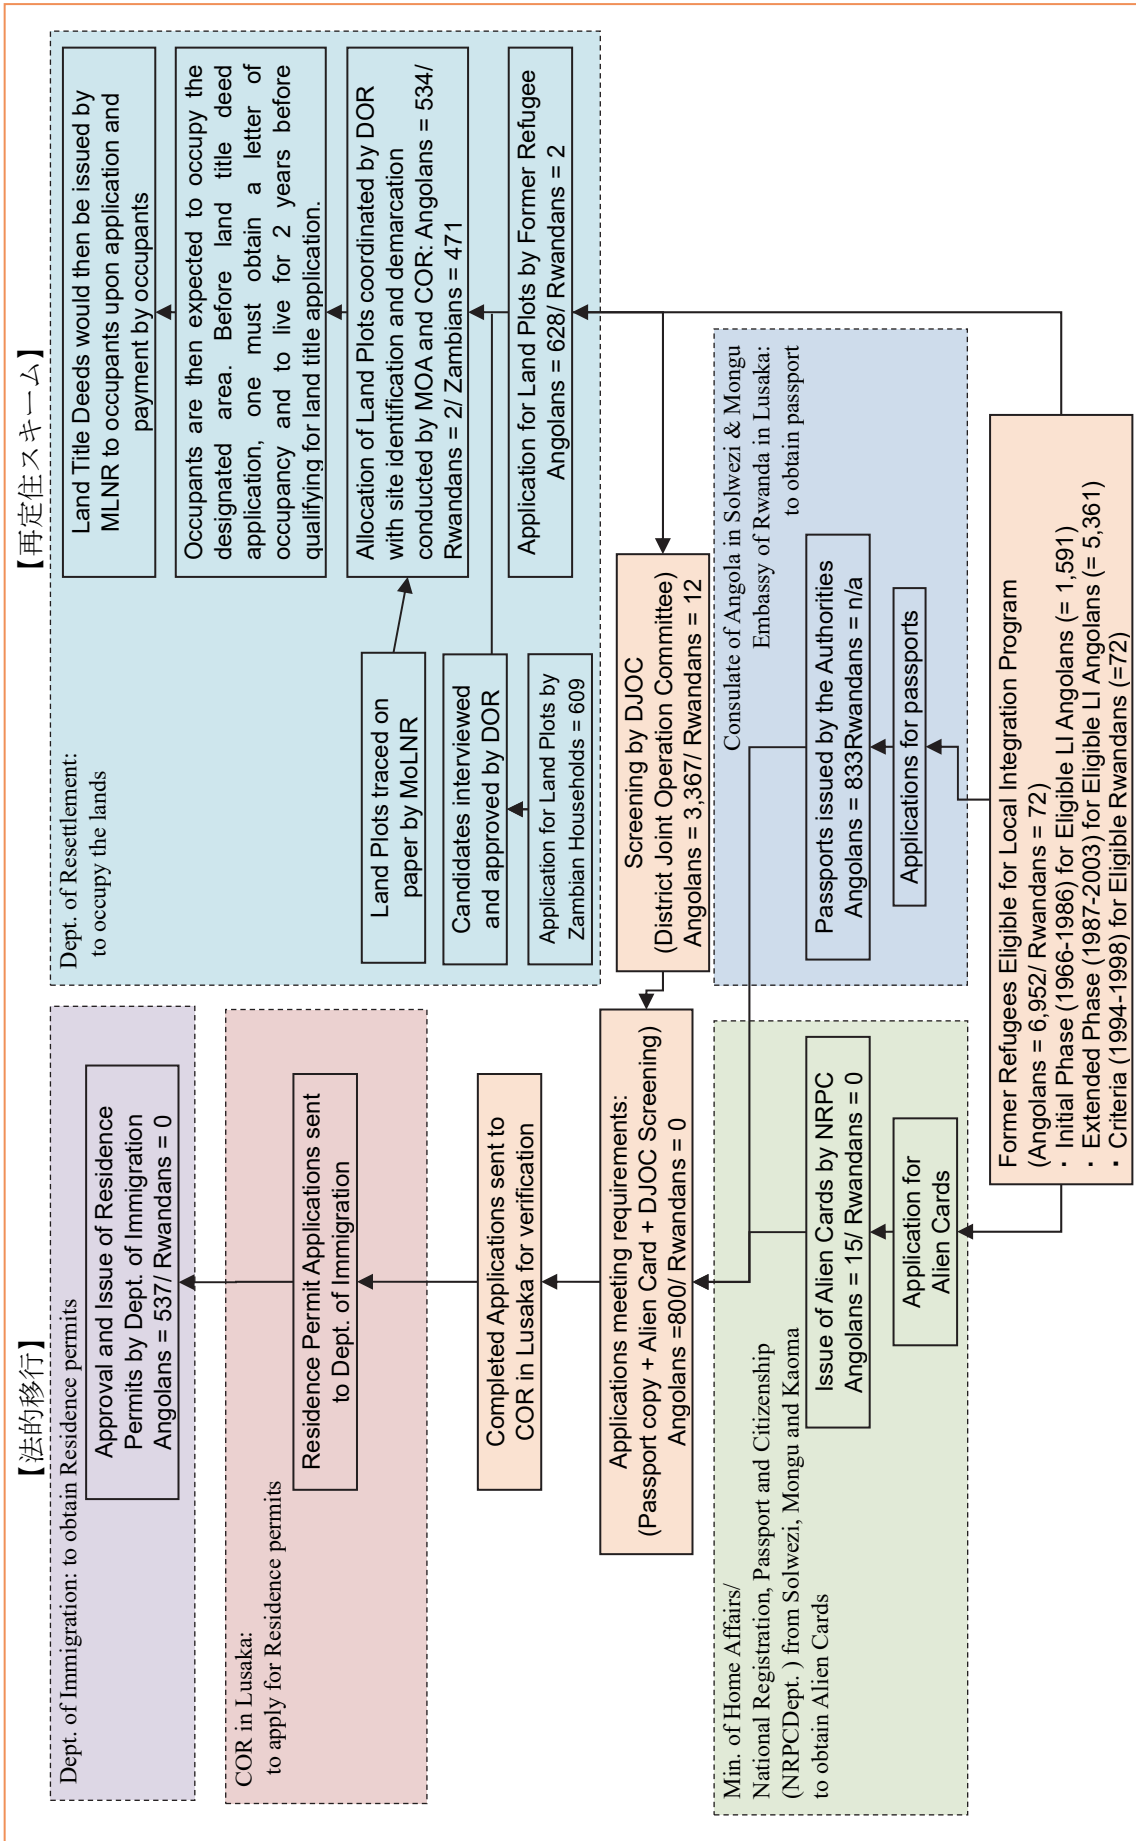 【法的移行】
Dept. of Immigration: to obtain Residence permits
Approval and Issue of Residence
Permits by Dept. of Immigration
Angolans = 537/ Rwandans = 0
COR in Lusaka:
to apply for Residence permits
Residence Permit Applications sent
to Dept. of Immigration
Completed Applications sent to
COR in Lusaka for verification
Applications meeting requirements:
(Passport copy + Alien Card + DJOC Screening)
Angolans =800/ Rwandans = 0
Min. of Home Affairs/
National Registration, Passport and Citizenship
(NRPCDept. ) from Solwezi, Mongu and Kaoma
to obtain Alien Cards
Issue of Alien Cards by NRPC
Angolans = 15/ Rwandans = 0
Application for
Alien Cards
【再定住スキーム】
Dept. of Resettlement:
to occupy the lands
Land Title Deeds would then be issued by
MLNR to occupants upon application and
payment by occupants
Occupants are then expected to occupy the
designated area. Before land title deed
application, one must obtain a letter of
occupancy and to live for 2 years before
qualifying for land title application.
Land Plots traced on
paper by MoLNR
Allocation of Land Plots coordinated by DOR
with site identification and demarcation
conducted by MOA and COR: Angolans = 534/
Rwandans = 2/ Zambians = 471
Candidates interviewed
and approved by DOR
Application for Land Plots by
Zambian Households = 609
Application for Land Plots by Former Refugee
Angolans = 628/ Rwandans = 2
Screening by DJOC
(District Joint Operation Committee)
Angolans = 3,367/ Rwandans = 12
Consulate of Angola in Solwezi & Mongu
Embassy of Rwanda in Lusaka:
to obtain passport
Passports issued by the Authorities
Angolans = 833Rwandans = n/a
Applications for passports
Former Refugees Eligible for Local Integration Program
(Angolans = 6,952/ Rwandans = 72)
・ Initial Phase (1966-1986) for Eligible LI Angolans (= 1,591)
・ Extended Phase (1987-2003) for Eligible LI Angolans (= 5,361)
・ Criteria (1994-1998) for Eligible Rwandans (=72)